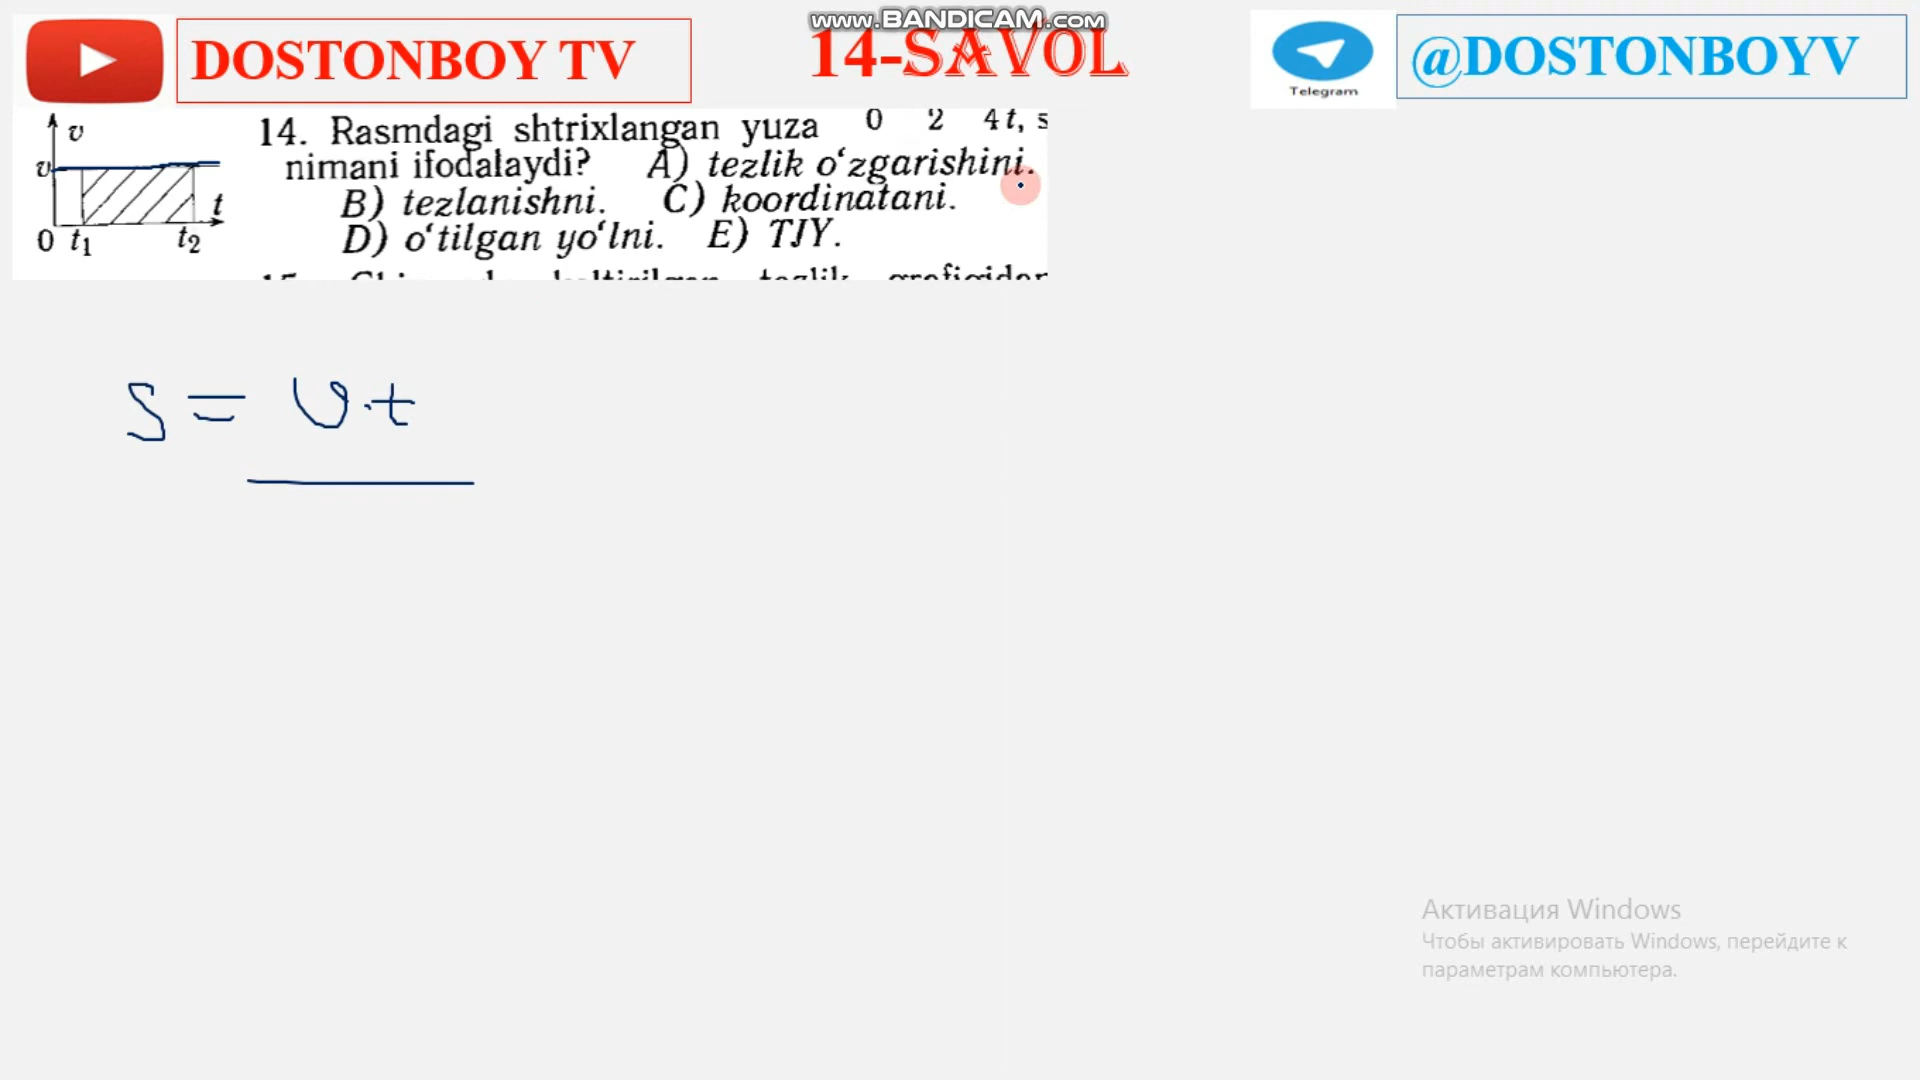 www.BANDICAM.com
DOSTONBOY TV
14-SAVOL
Telegram
@DOSTONBOYV
v
v
t
0 t1 t2
0 2 4 t, s
14. Rasmdagi shtrixlangan yuza
nimani ifodalaydi? A) tezlik o‘zgarishini.
B) tezlanishni. C) koordinatani.
D) o‘tilgan yo‘lni. E) TJY.
S = υ·t
Активация Windows
Чтобы активировать Windows, перейдите к
параметрам компьютера.